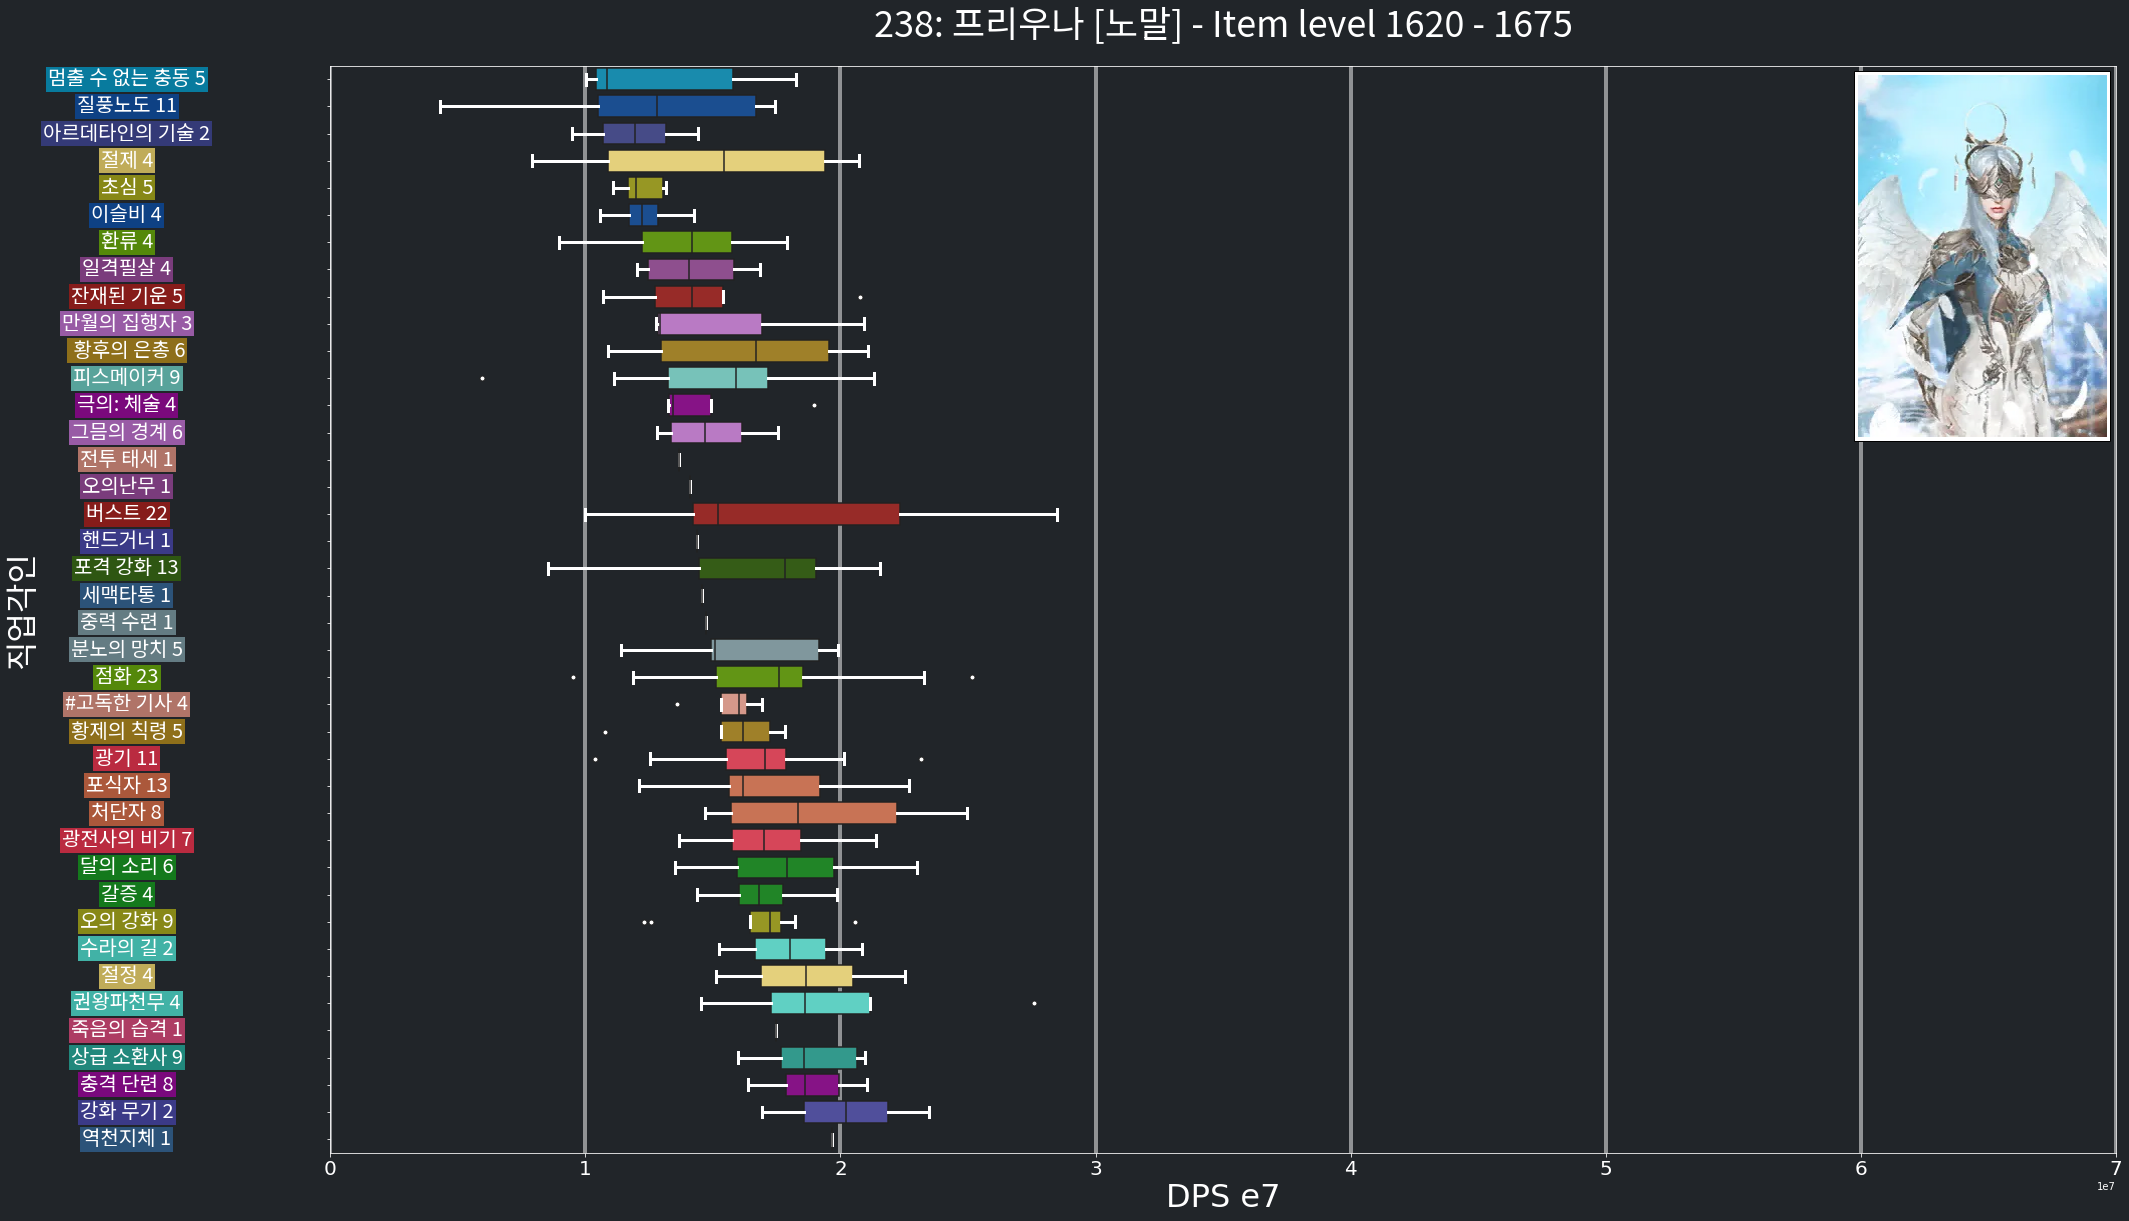 238: 프리우나 [노말] - Item level 1620 - 1675
멈출 수 없는 충동 5
질풍노도 11
아르데타인의 기술 2
절제 4
초심 5
이슬비 4
환류 4
일격필살 4
잔재된 기운 5
만월의 집행자 3
황후의 은총 6
피스메이커 9
극의: 체술 4
그믐의 경계 6
전투 태세 1
오의난무 1
버스트 22
핸드거너 1
포격 강화 13
세맥타통 1
중력 수련 1
분노의 망치 5
점화 23
#고독한 기사 4
황제의 칙령 5
광기 11
포식자 13
처단자 8
광전사의 비기 7
달의 소리 6
갈증 4
오의 강화 9
수라의 길 2
절정 4
권왕파천무 4
죽음의 습격 1
상급 소환사 9
충격 단련 8
강화 무기 2
역천지체 1
직업각인
0 1 2 3 4 5 6 7
1e7
DPS e7